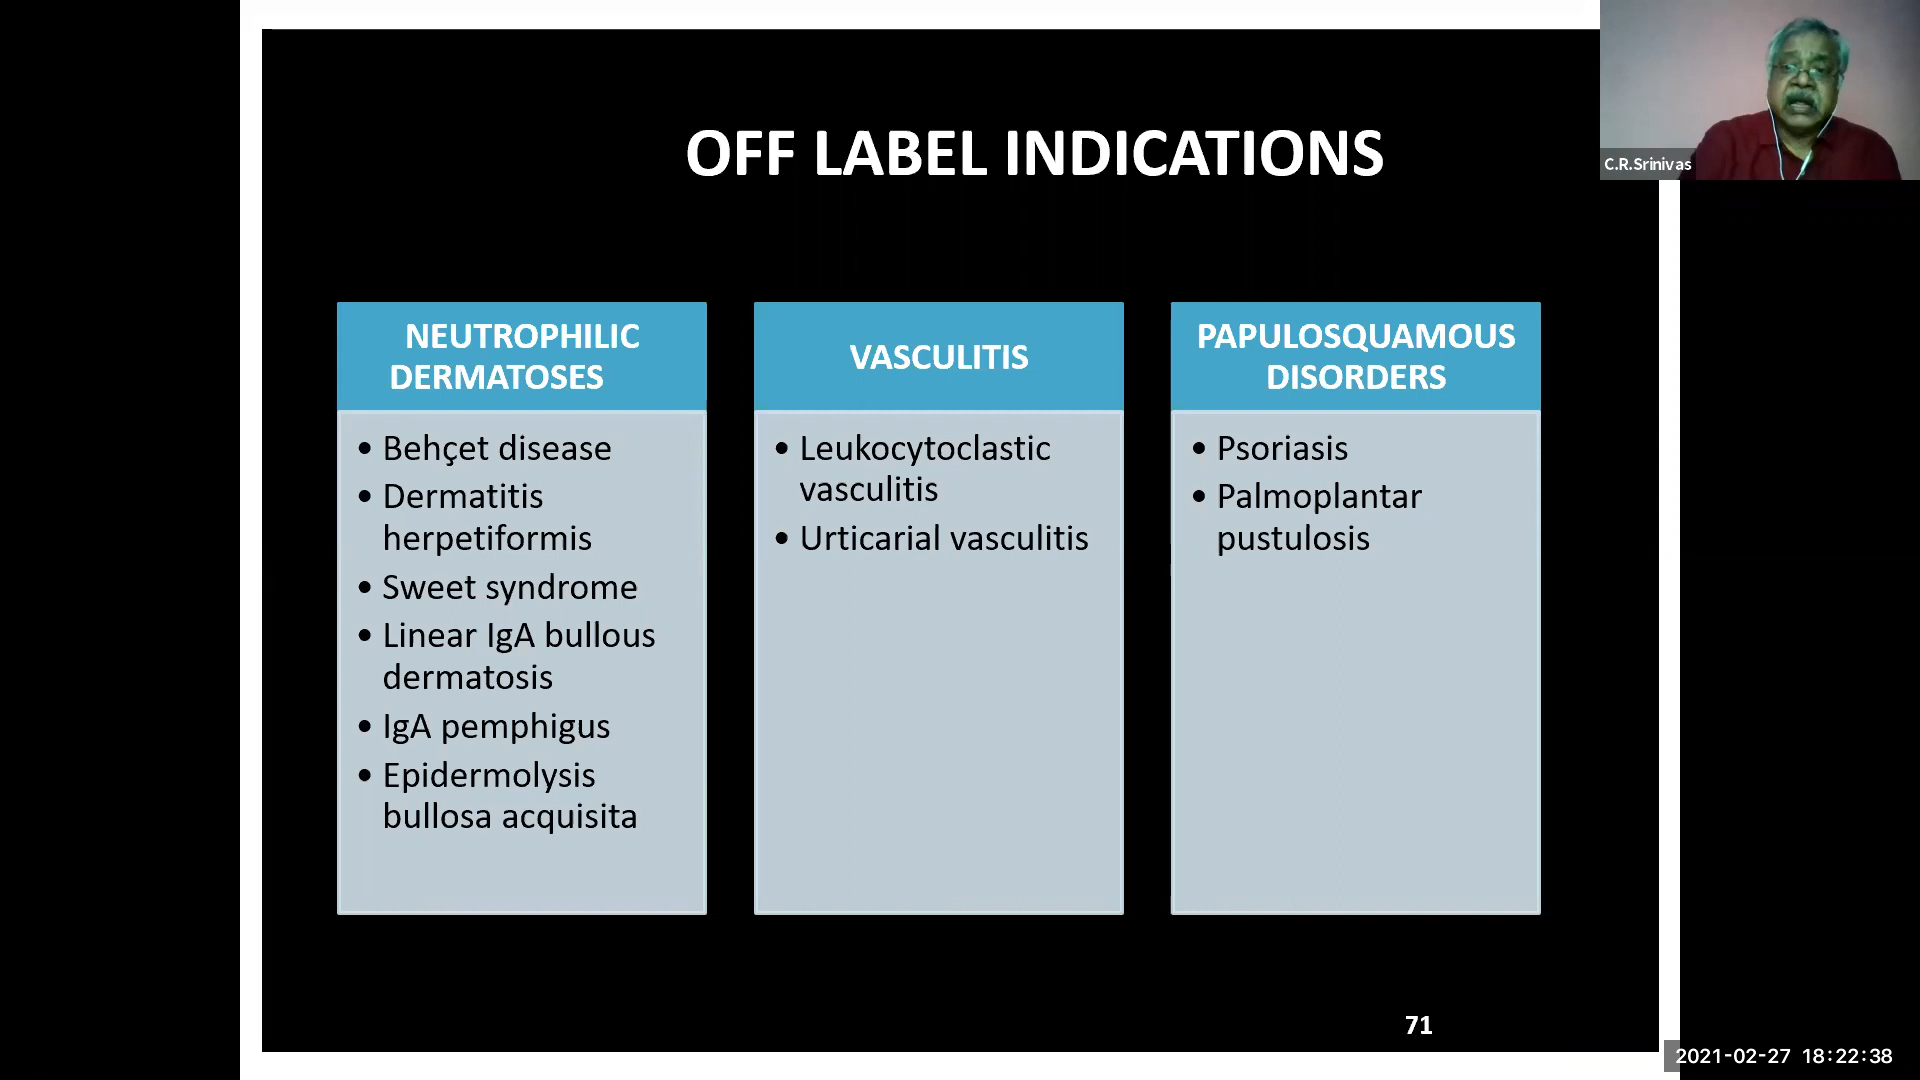 OFF LABEL INDICATIONS
C.R.Srinivas
NEUTROPHILIC
DERMATOSES
• Behçet disease
• Dermatitis
herpetiformis
• Sweet syndrome
• Linear IgA bullous
dermatosis
• IgA pemphigus
• Epidermolysis
bullosa acquisita
VASCULITIS
• Leukocytoclastic
vasculitis
• Urticarial vasculitis
PAPULOSQUAMOUS
DISORDERS
• Psoriasis
• Palmoplantar
pustulosis
71
2021-02-27 18:22:38